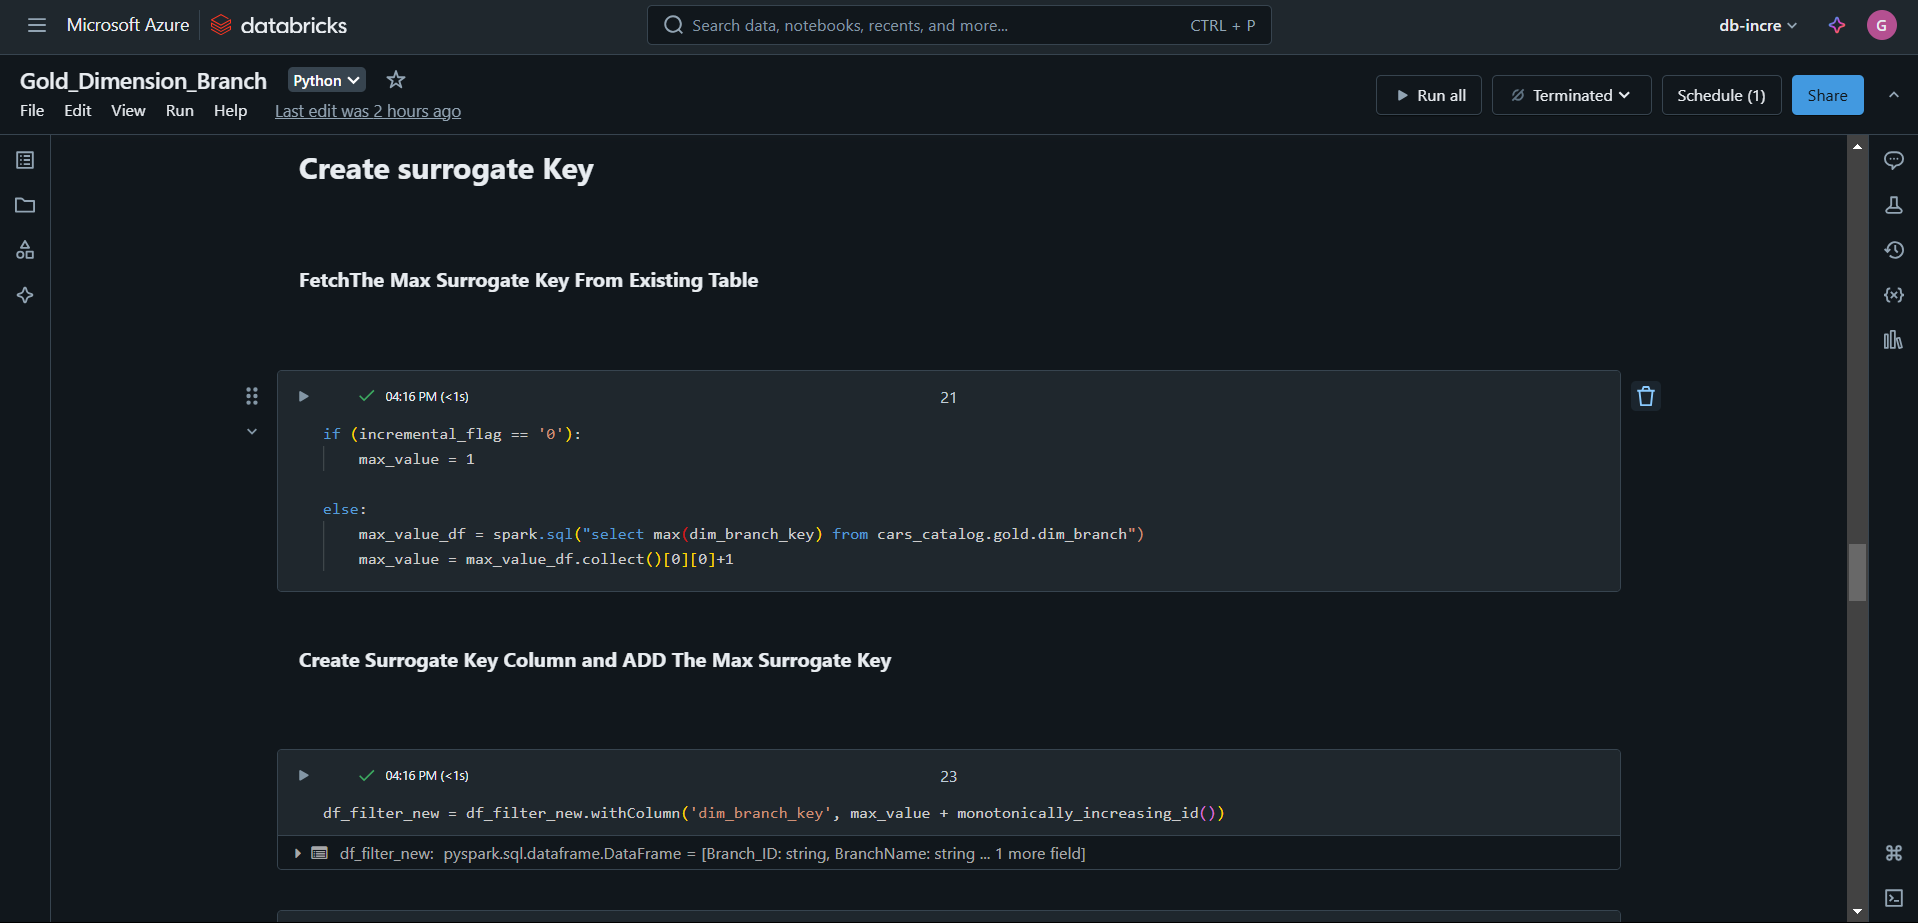 Microsoft Azure databricks
Search data, notebooks, recents, and more... CTRL + P
db-incre
G
Gold_Dimension_Branch Python
File Edit View Run Help Last edit was 2 hours ago
Run all
Terminated
Schedule (1)
Share
Create surrogate Key
FetchThe Max Surrogate Key From Existing Table
04:16 PM (<1s) 21
if (incremental_flag == '0'):
max_value = 1
else:
max_value_df = spark.sql("select max(dim_branch_key) from cars_catalog.gold.dim_branch")
max_value = max_value_df.collect()[0][0]+1
Create Surrogate Key Column and ADD The Max Surrogate Key
04:16 PM (<1s) 23
df_filter_new = df_filter_new.withColumn('dim_branch_key', max_value + monotonically_increasing_id())
df_filter_new: pyspark.sql.dataframe.DataFrame = [Branch_ID: string, BranchName: string ... 1 more field]